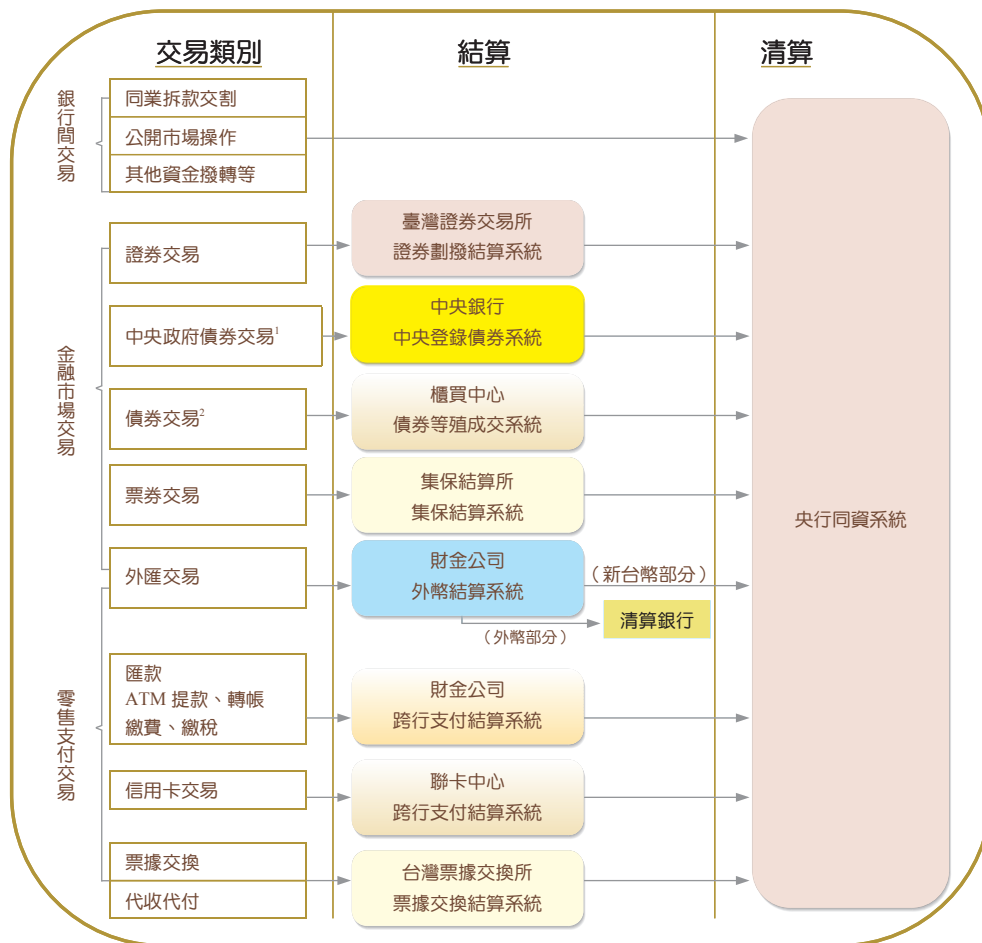 交易類別
結算
清算
銀行間交易
同業拆款交割
公開市場操作
其他資金撥轉等
金融市場交易
證券交易
臺灣證券交易所
證券劃撥結算系統
中央政府債券交易1
中央銀行
中央登錄債券系統
債券交易2
櫃買中心
債券等殖成交系統
票券交易
集保結算所
集保結算系統
外匯交易
財金公司
外幣結算系統
（新台幣部分）
（外幣部分）
清算銀行
零售支付交易
匯款
ATM 提款、轉帳
繳費、繳稅
財金公司
跨行支付結算系統
信用卡交易
聯卡中心
跨行支付結算系統
票據交換
代收代付
台灣票據交換所
票據交換結算系統
央行同資系統